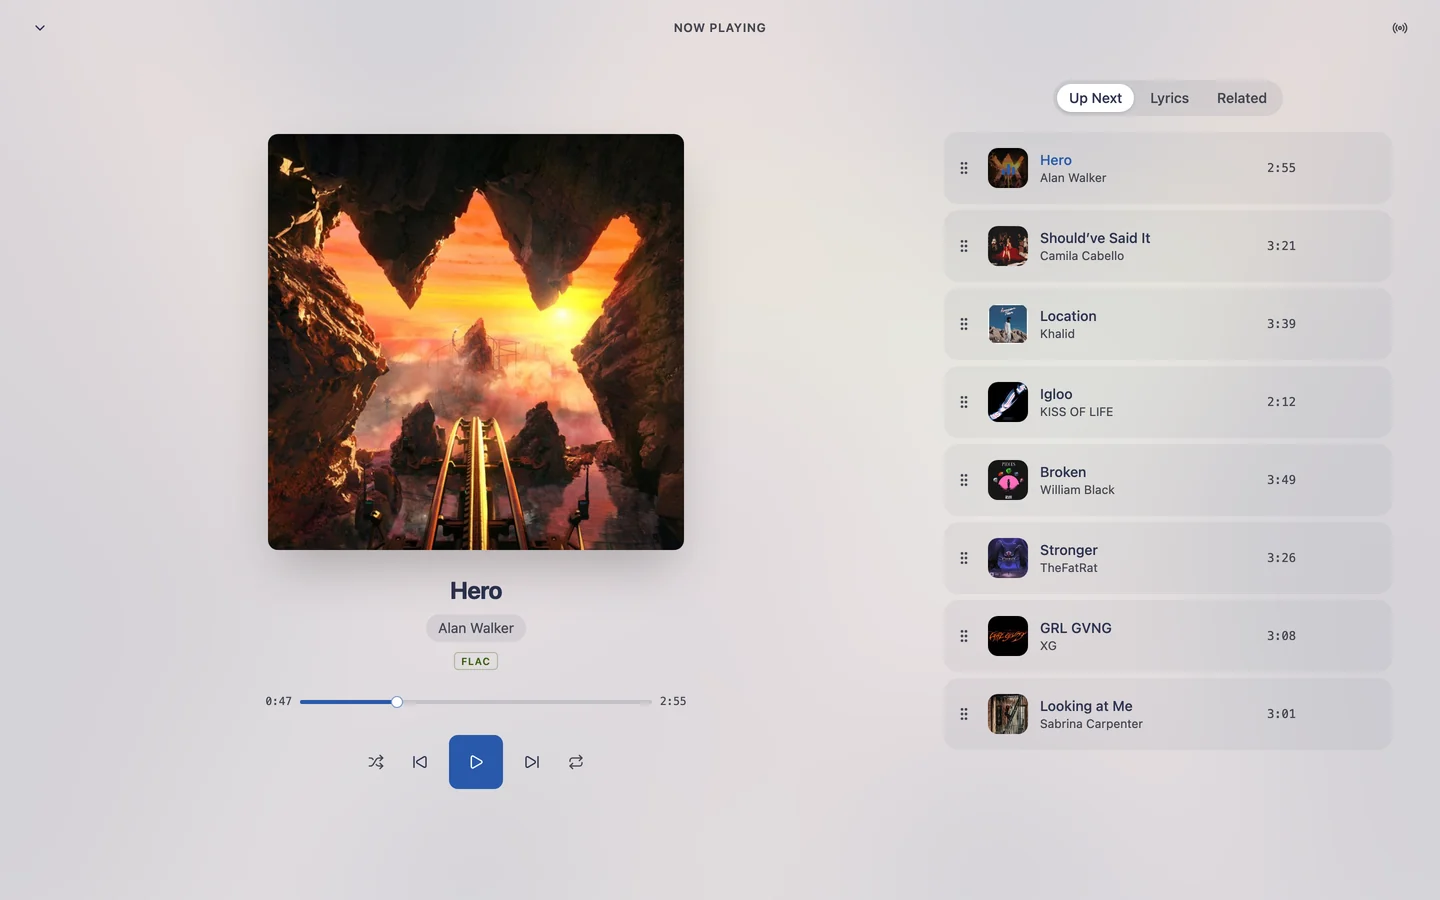 NOW PLAYING
Up Next
Lyrics
Related
Hero
Alan Walker
FLAC
0:47
2:55
Hero
Alan Walker
2:55
Should've Said It
Camila Cabello
3:21
Location
Khalid
3:39
Igloo
KISS OF LIFE
2:12
Broken
William Black
3:49
Stronger
TheFatRat
3:26
GRL GVNG
XG
3:08
Looking at Me
Sabrina Carpenter
3:01